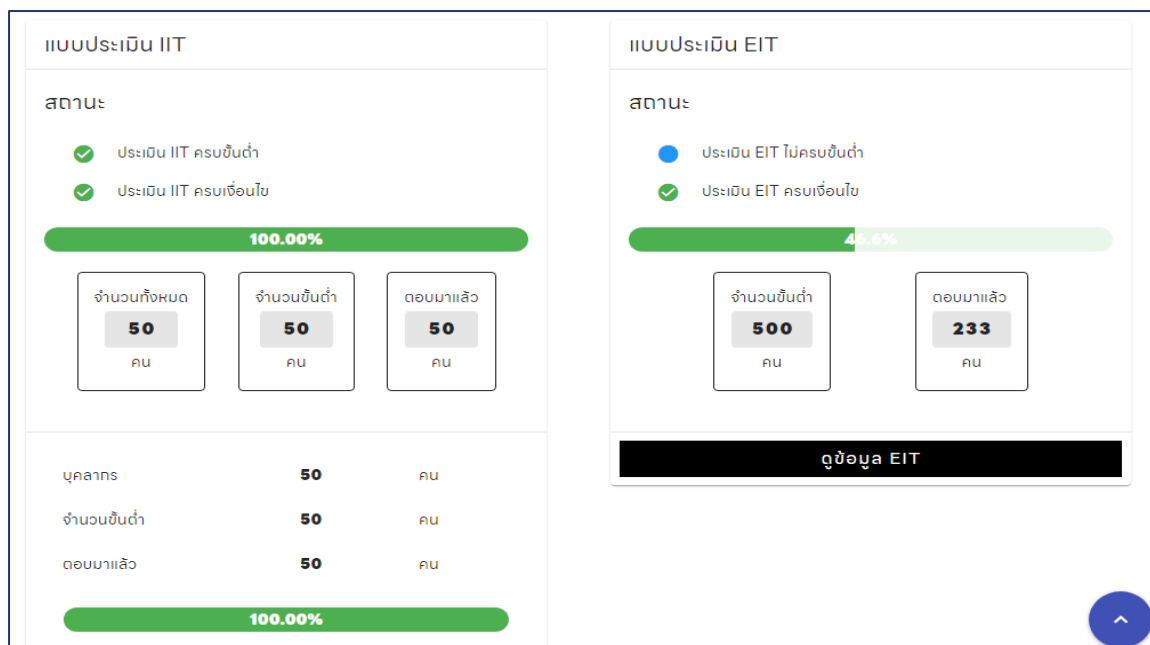 แบบประเมิน IIT
สถานะ
ประเมิน IIT ครบขั้นต่ำ
ประเมิน IIT ครบเงื่อนไข
100.00%
จำนวนทั้งหมด
50
คน
จำนวนขั้นต่ำ
50
คน
ตอบมาแล้ว
50
คน
บุคลากร 50 คน
จำนวนขั้นต่ำ 50 คน
ตอบมาแล้ว 50 คน
100.00%
แบบประเมิน EIT
สถานะ
ประเมิน EIT ไม่ครบขั้นต่ำ
ประเมิน EIT ครบเงื่อนไข
46.6%
จำนวนขั้นต่ำ
500
คน
ตอบมาแล้ว
233
คน
ดูข้อมูล EIT